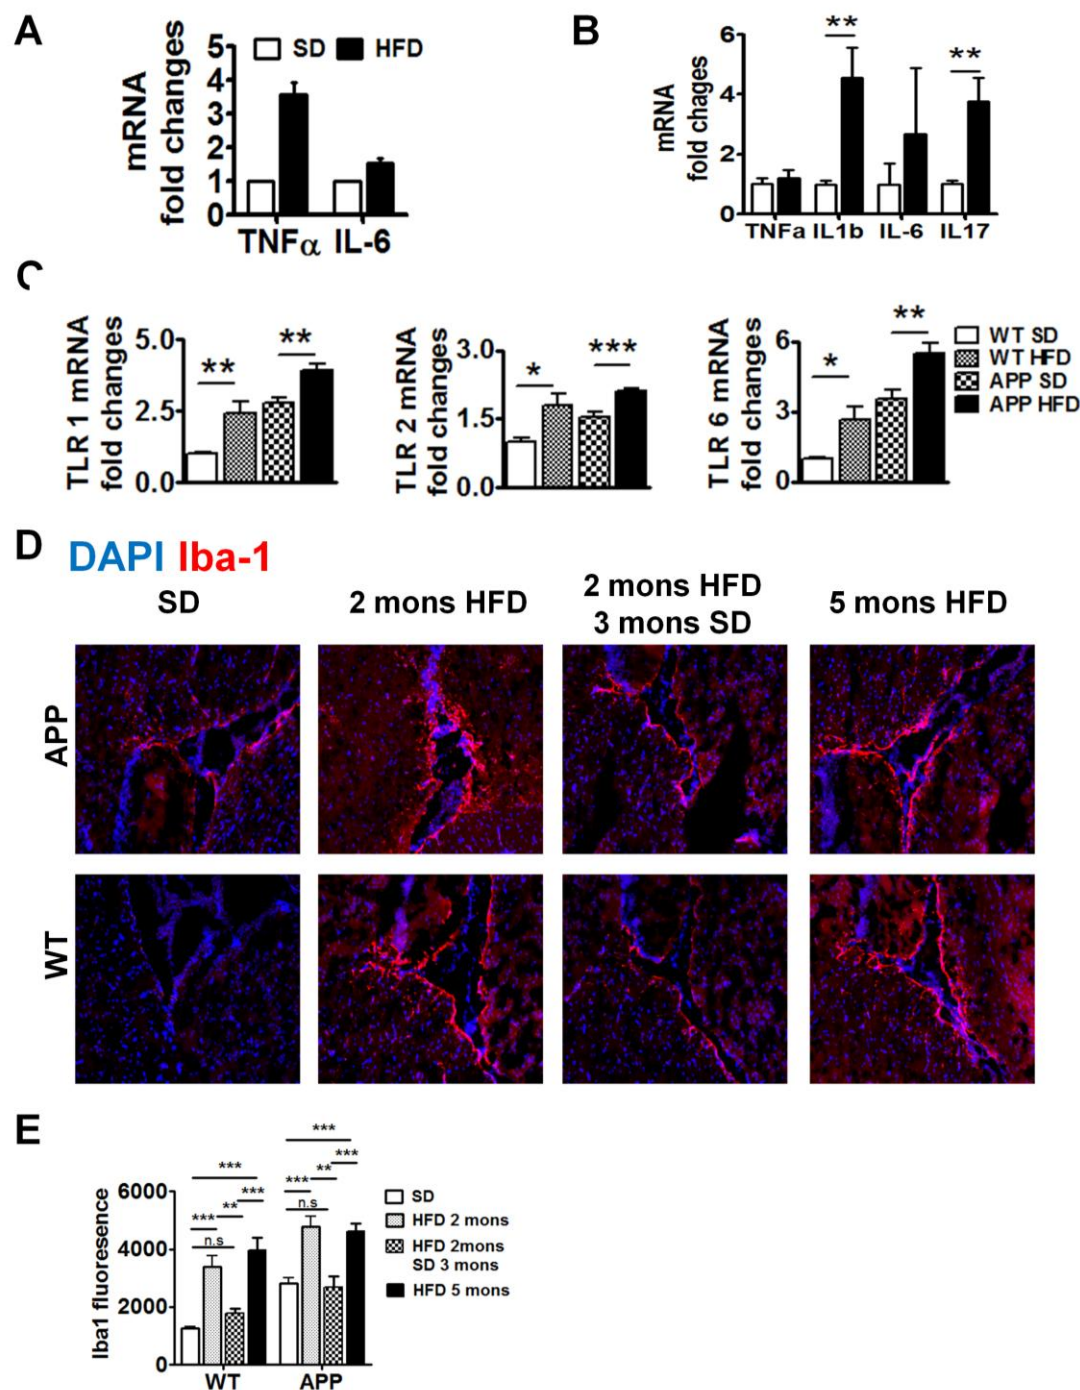 A
mRNA
fold changes
5
4
3
2
1
0
SD
HFD
TNFα IL-6
B
mRNA
fold chages
6
4
2
0
**
**
TNFa IL1b IL-6 IL17
C
TLR 1 mRNA
fold changes
5.0
2.5
0.0
**
**
TLR 2 mRNA
fold changes
3.0
1.5
0.0
*
***
TLR 6 mRNA
fold changes
6
3
0
*
**
WT SD
WT HFD
APP SD
APP HFD
D
DAPI Iba-1
SD
2 mons HFD
2 mons HFD
3 mons SD
5 mons HFD
APP
WT
E
Iba1 fluoresence
6000
4000
2000
0
***
***
**
***
n.s
***
***
**
***
n.s
WT
APP
SD
HFD 2 mons
HFD 2mons
SD 3 mons
HFD 5 mons